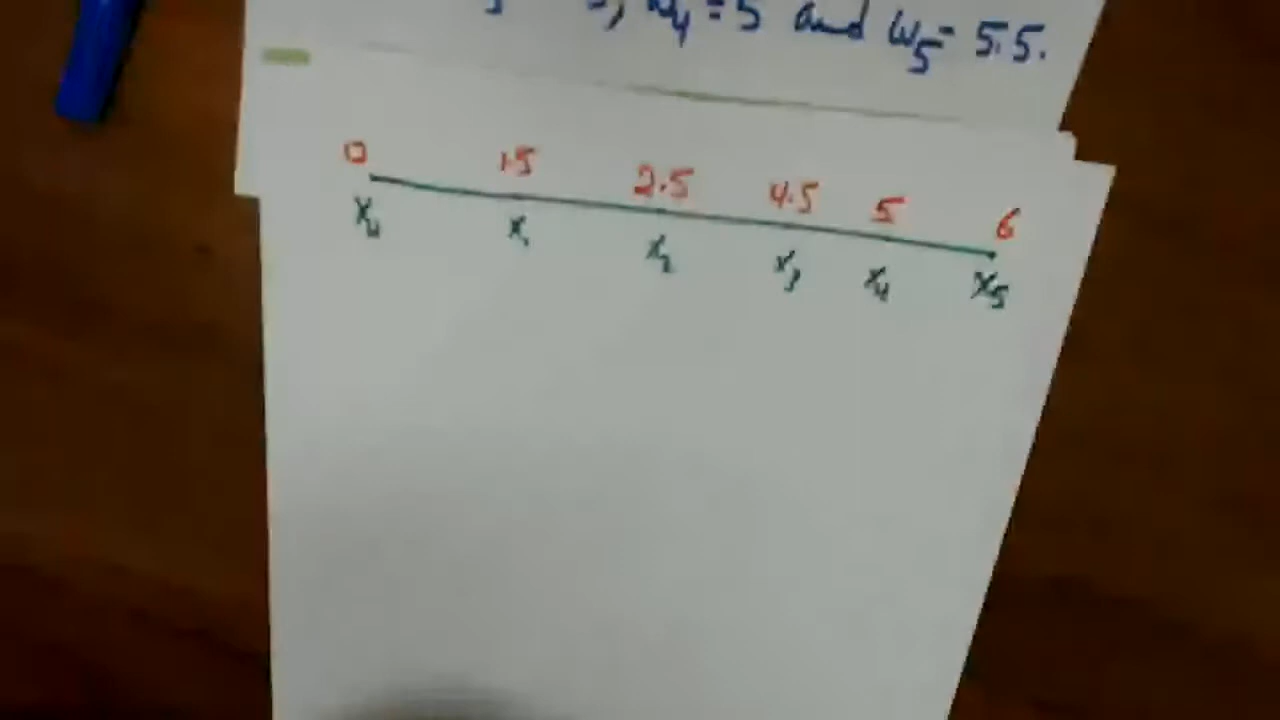 , w₄ = 5 and w₅ = 5.5.
0 1.5 2.5 4.5 5 6
x₁ x₂ x₃ x₄ x₅